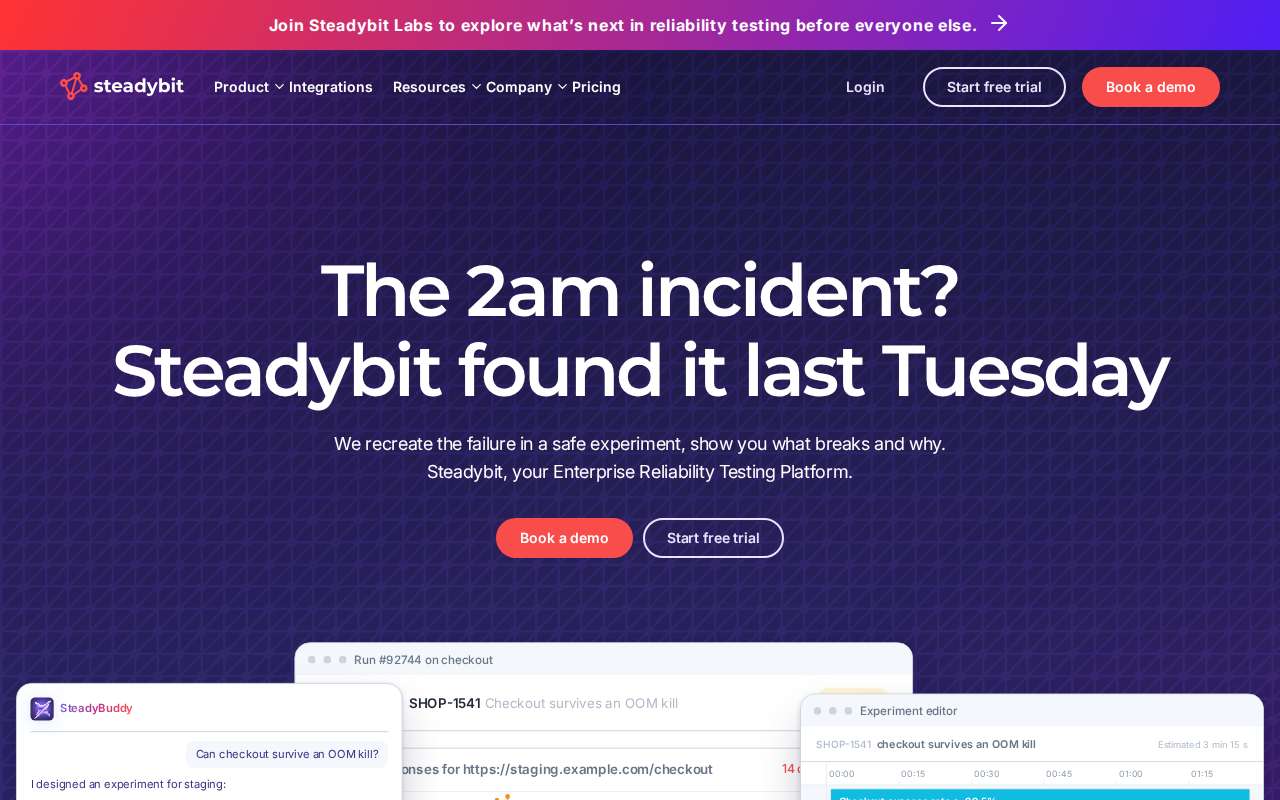 Join Steadybit Labs to explore what's next in reliability testing before everyone else.
steadybit
Product
Integrations
Resources
Company
Pricing
Login
Start free trial
Book a demo
The 2am incident?
Steadybit found it last Tuesday
We recreate the failure in a safe experiment, show you what breaks and why.
Steadybit, your Enterprise Reliability Testing Platform.
Book a demo
Start free trial
Run #92744 on checkout
SHOP-1541 Checkout survives an OOM kill
for https://staging.example.com/checkout
14
SteadyBuddy
Can checkout survive an OOM kill?
I designed an experiment for staging:
Experiment editor
SHOP-1541 checkout survives an OOM kill
Estimated 3 min 15 s
00:00 00:15 00:30 00:45 01:00 01:15